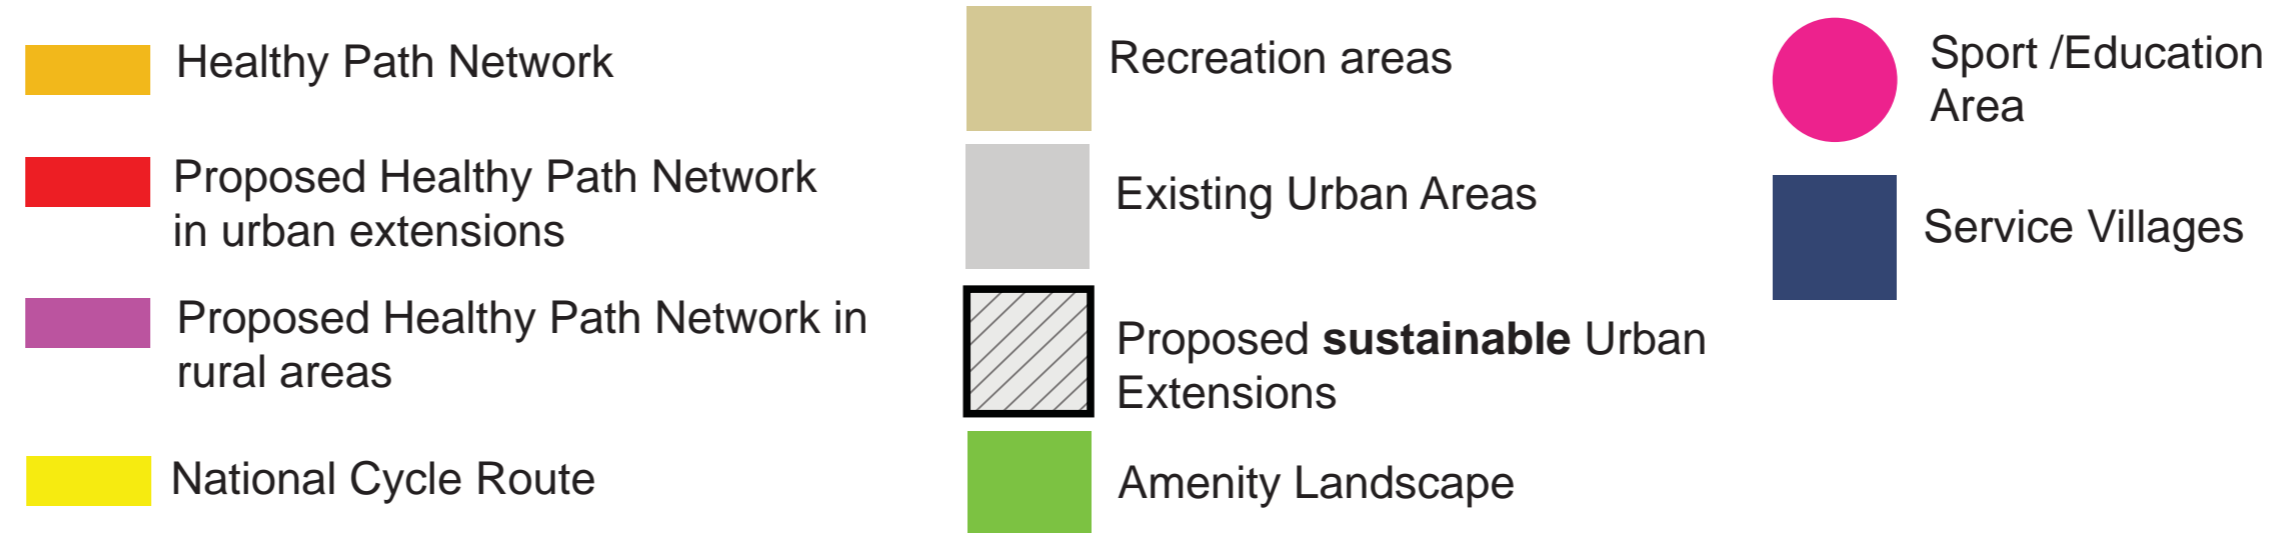 Healthy Path Network
Proposed Healthy Path Network
in urban extensions
Proposed Healthy Path Network in
rural areas
National Cycle Route
Recreation areas
Existing Urban Areas
Proposed sustainable Urban
Extensions
Amenity Landscape
Sport /Education
Area
Service Villages